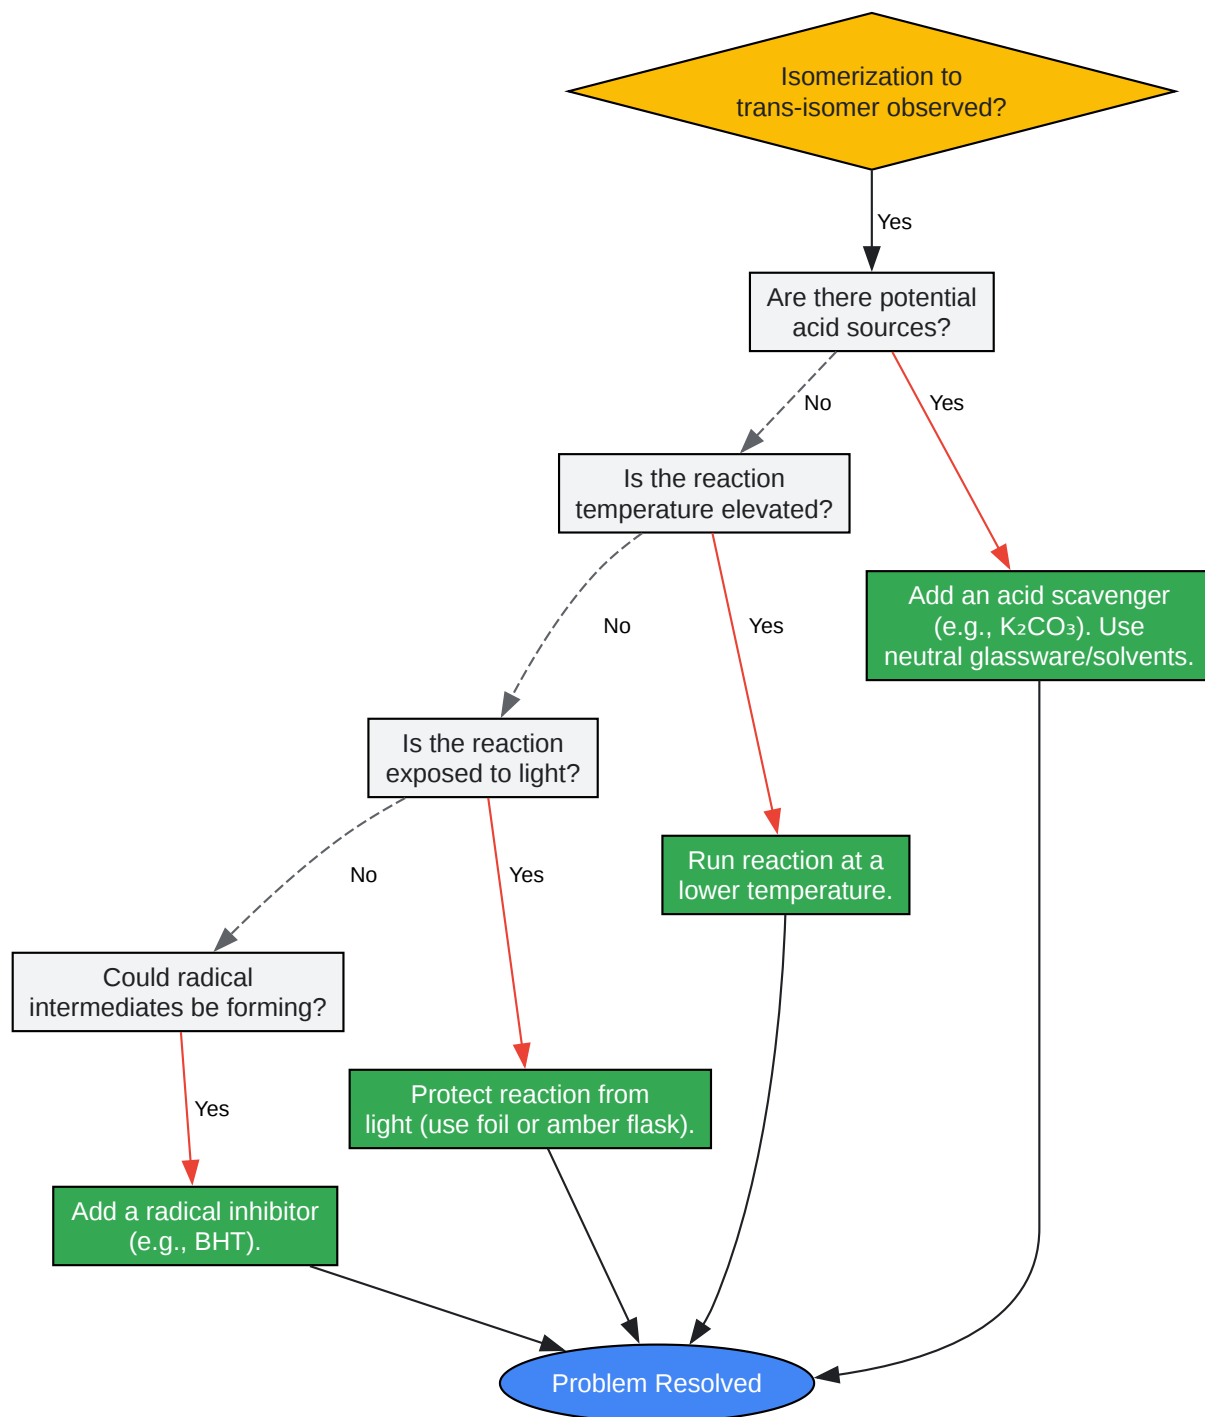 Isomerization to
trans-isomer observed?
Yes
Are there potential
acid sources?
No
Yes
Is the reaction
temperature elevated?
Add an acid scavenger
(e.g., K₂CO₃). Use
neutral glassware/solvents.
No
Yes
Is the reaction
exposed to light?
Run reaction at a
lower temperature.
No
Yes
Could radical
intermediates be forming?
Protect reaction from
light (use foil or amber flask).
Yes
Add a radical inhibitor
(e.g., BHT).
Problem Resolved